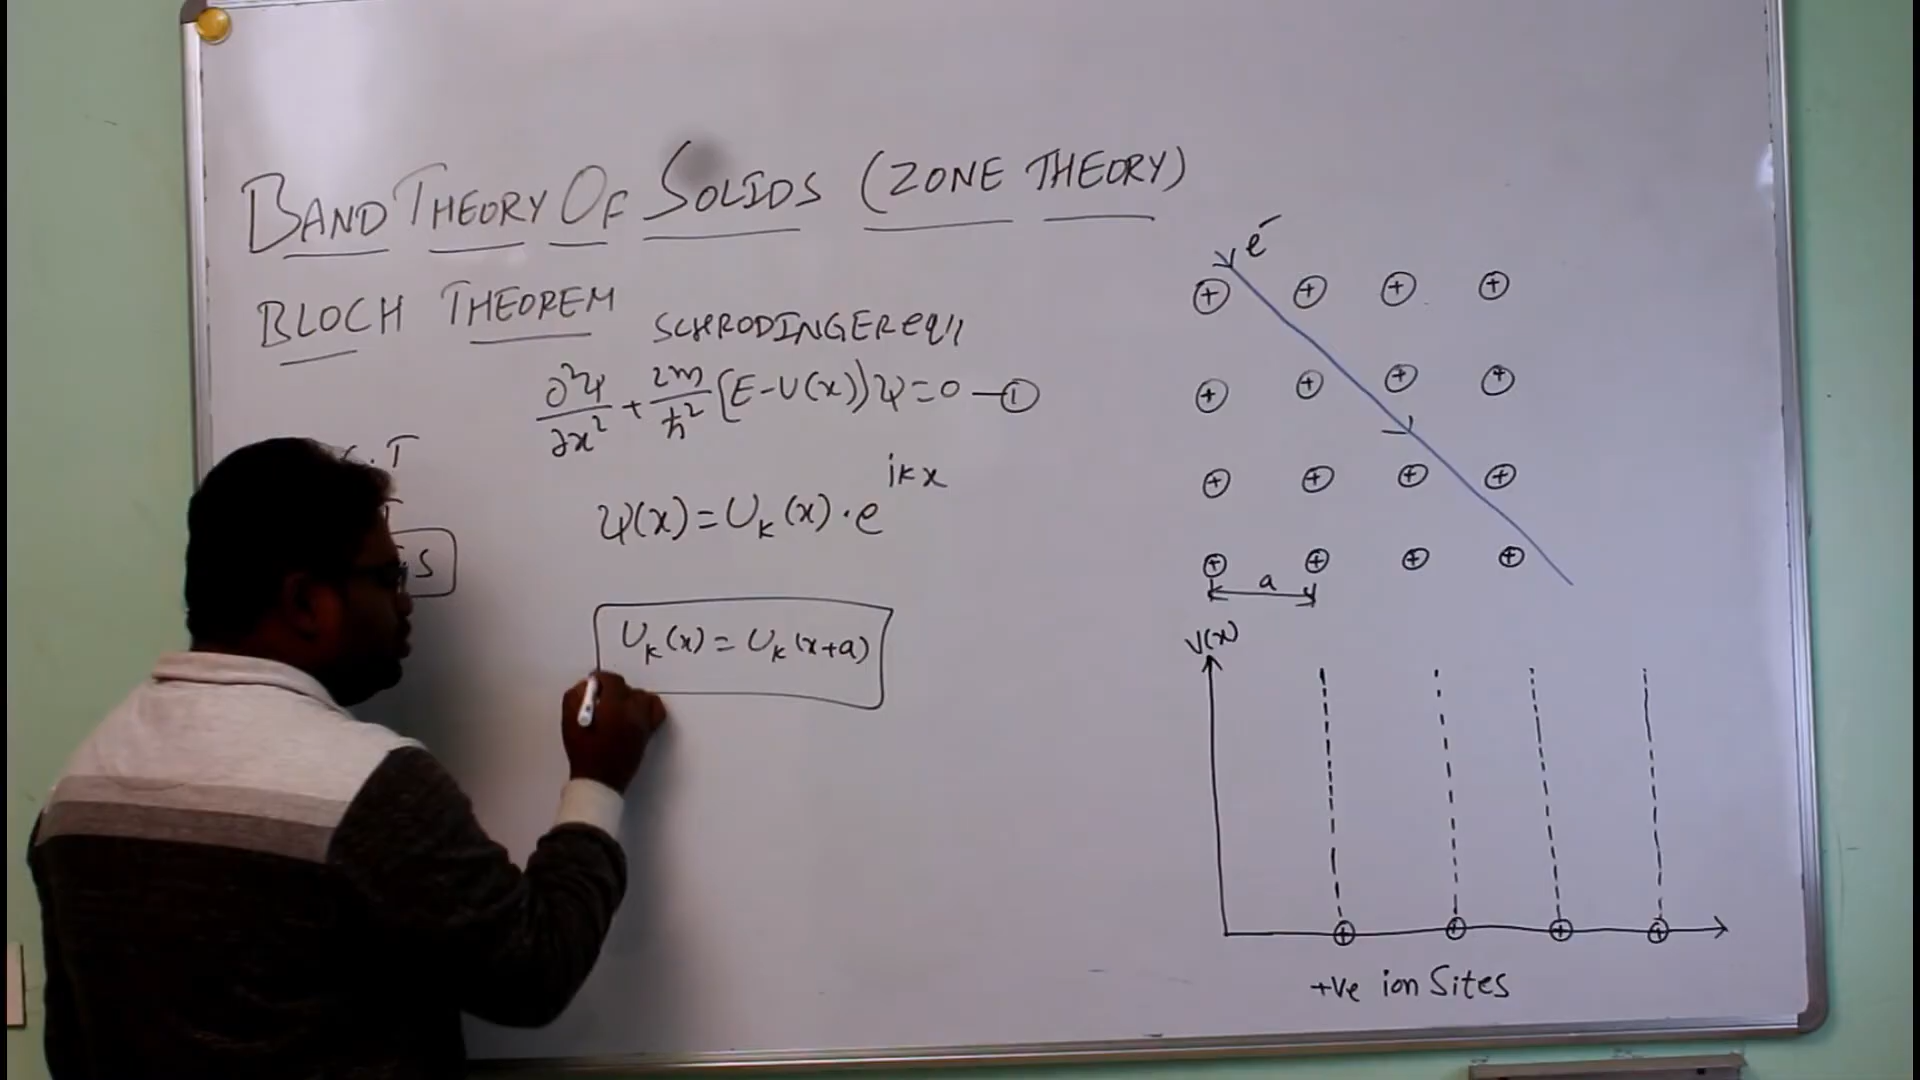 BAND THEORY OF SOLIDS (ZONE THEORY)
BLOCH THEOREM
SCHRODINGER eqn
∂²ψ/∂x² + 2m/ħ² [E-V(x)]ψ=0 —①
ψ(x) = U_k(x)·e^{ikx}
U_k(x) = U_k(x+a)
.T
S
e⁻
⊕ ⊕ ⊕ ⊕
⊕ ⊕ ⊕ ⊕
⊕ ⊕ ⊕ ⊕
⊕ ⊕ ⊕ ⊕
a
V(x)
⊕ ⊕ ⊕ ⊕
+ve ion Sites